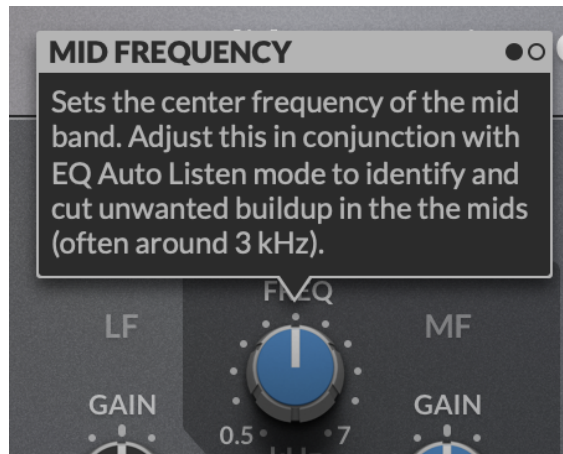 MID FREQUENCY
Sets the center frequency of the mid
band. Adjust this in conjunction with
EQ Auto Listen mode to identify and
cut unwanted buildup in the the mids
(often around 3 kHz).
FREQ
LF
MF
GAIN
GAIN
0.5
7
kHz